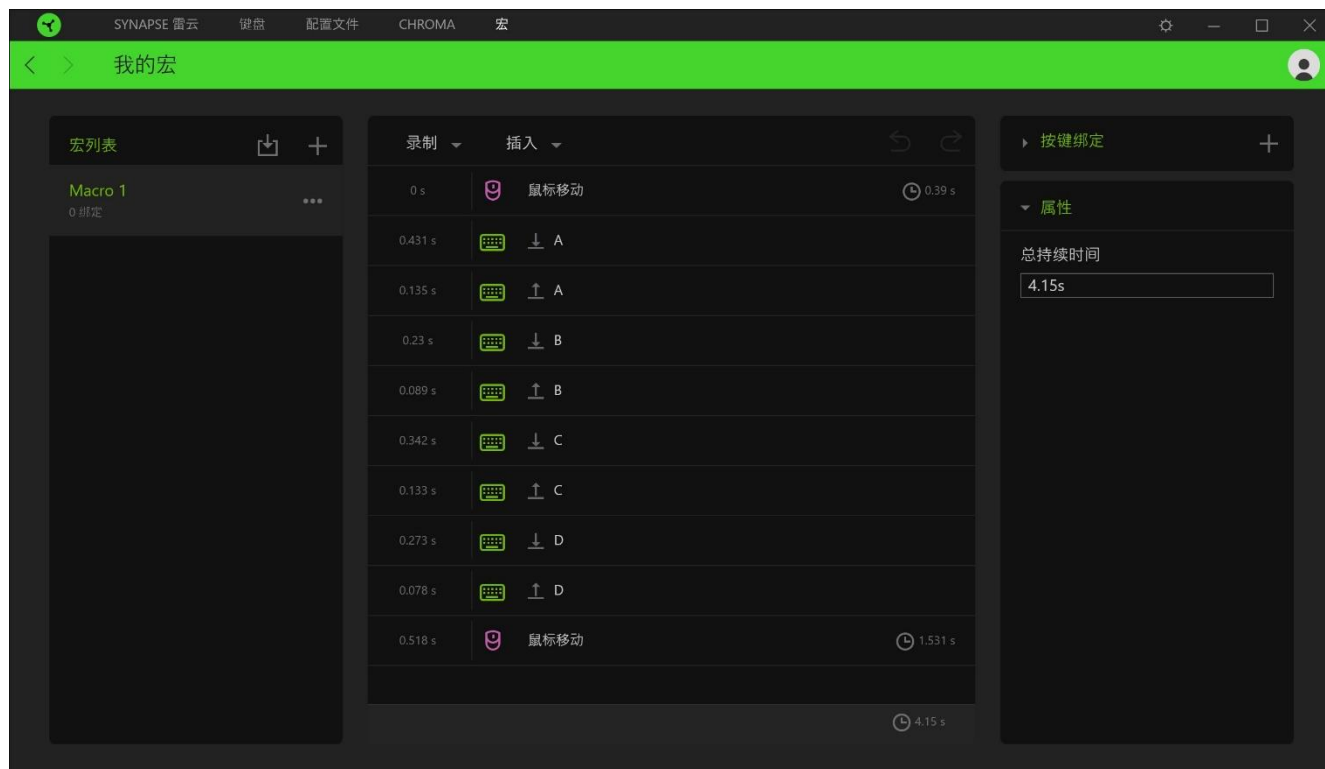 SYNAPSE 雷云 键盘 配置文件 CHROMA 宏
我的宏
宏列表
Macro 1
0 绑定
录制 插入
0 s 鼠标移动 0.39 s
0.431 s A
0.135 s A
0.23 s B
0.089 s B
0.342 s C
0.133 s C
0.273 s D
0.078 s D
0.518 s 鼠标移动 1.531 s
4.15 s
按键绑定
属性
总持续时间
4.15s